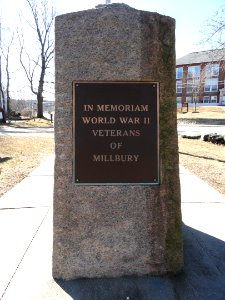 IN MEMORIAM
WORLD WAR II
VETERANS
OF
MILLBURY